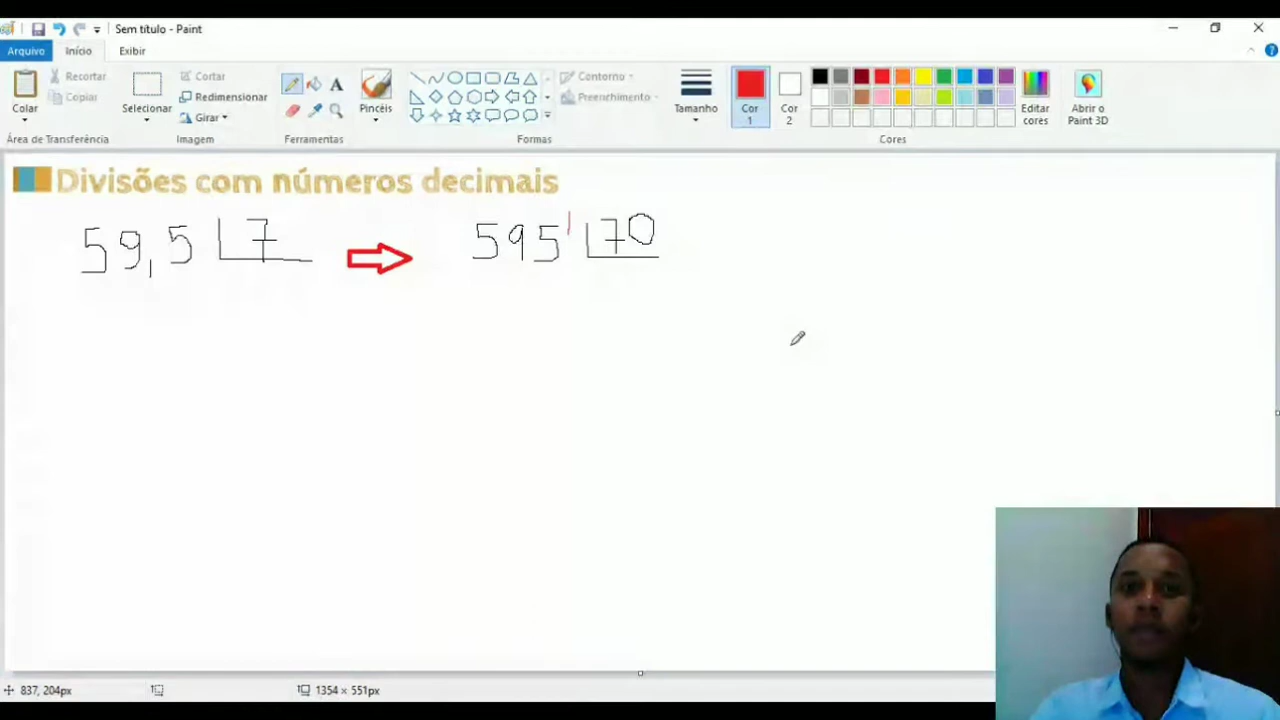 Sem título - Paint
Arquivo Início Exibir
Colar
Recortar
Copiar
Área de Transferência
Selecionar
Cortar
Redimensionar
Girar
Imagem
A
Ferramentas
Pincéis
Contorno
Preenchimento
Formas
Tamanho
Cor 1
Cor 2
Editar cores
Cores
Abrir o Paint 3D
Divisões com números decimais
59,5 7
595 70
837, 204px
1354 × 551px